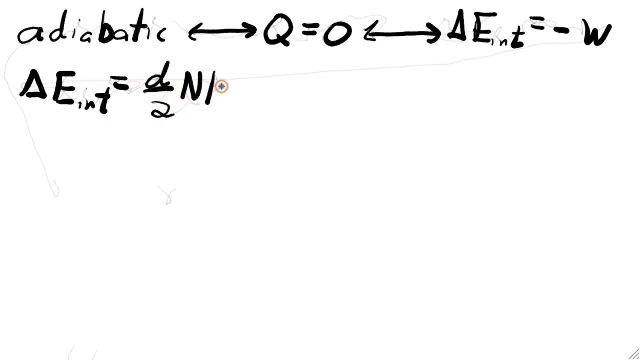 adiabatic ⟷ Q = 0 ⟷ ΔE_int = - W
ΔE_int = d/2 N